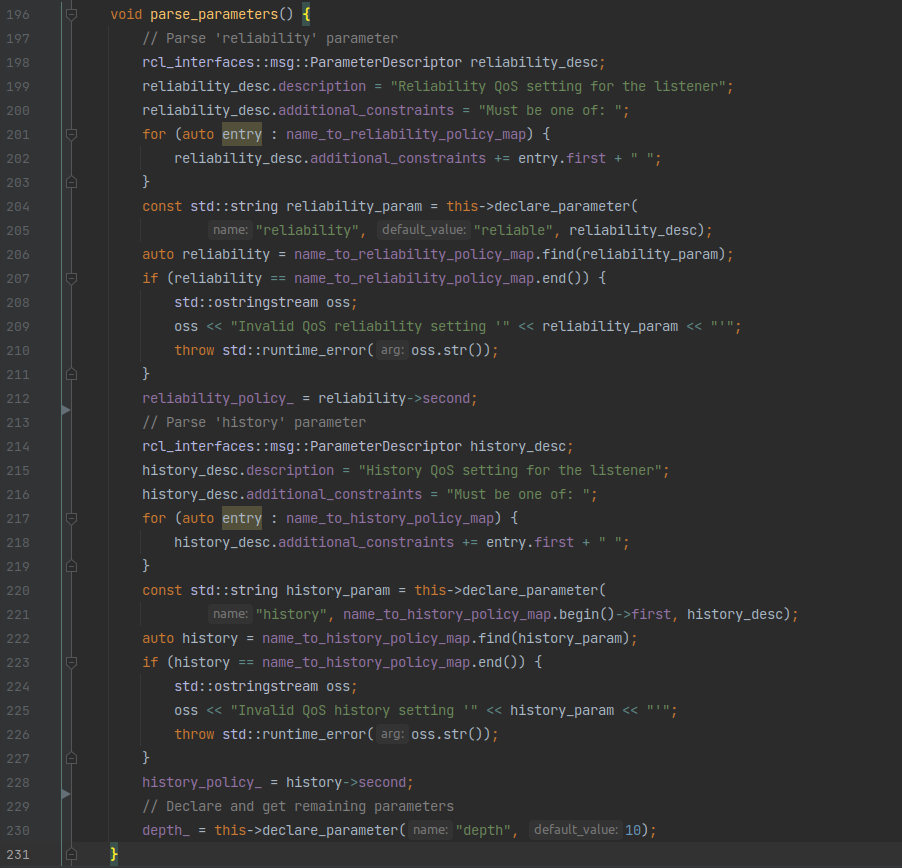 196 void parse_parameters() {
197 // Parse 'reliability' parameter
198 rcl_interfaces::msg::ParameterDescriptor reliability_desc;
199 reliability_desc.description = "Reliability QoS setting for the listener";
200 reliability_desc.additional_constraints = "Must be one of: ";
201 for (auto entry : name_to_reliability_policy_map) {
202 reliability_desc.additional_constraints += entry.first + " ";
203 }
204 const std::string reliability_param = this->declare_parameter(
205 name: "reliability", default_value: "reliable", reliability_desc);
206 auto reliability = name_to_reliability_policy_map.find(reliability_param);
207 if (reliability == name_to_reliability_policy_map.end()) {
208 std::ostringstream oss;
209 oss << "Invalid QoS reliability setting '" << reliability_param << "'";
210 throw std::runtime_error( arg: oss.str());
211 }
212 reliability_policy_ = reliability->second;
213 // Parse 'history' parameter
214 rcl_interfaces::msg::ParameterDescriptor history_desc;
215 history_desc.description = "History QoS setting for the listener";
216 history_desc.additional_constraints = "Must be one of: ";
217 for (auto entry : name_to_history_policy_map) {
218 history_desc.additional_constraints += entry.first + " ";
219 }
220 const std::string history_param = this->declare_parameter(
221 name: "history", name_to_history_policy_map.begin()->first, history_desc);
222 auto history = name_to_history_policy_map.find(history_param);
223 if (history == name_to_history_policy_map.end()) {
224 std::ostringstream oss;
225 oss << "Invalid QoS history setting '" << history_param << "'";
226 throw std::runtime_error( arg: oss.str());
227 }
228 history_policy_ = history->second;
229 // Declare and get remaining parameters
230 depth_ = this->declare_parameter( name: "depth", default_value: 10);
231 }